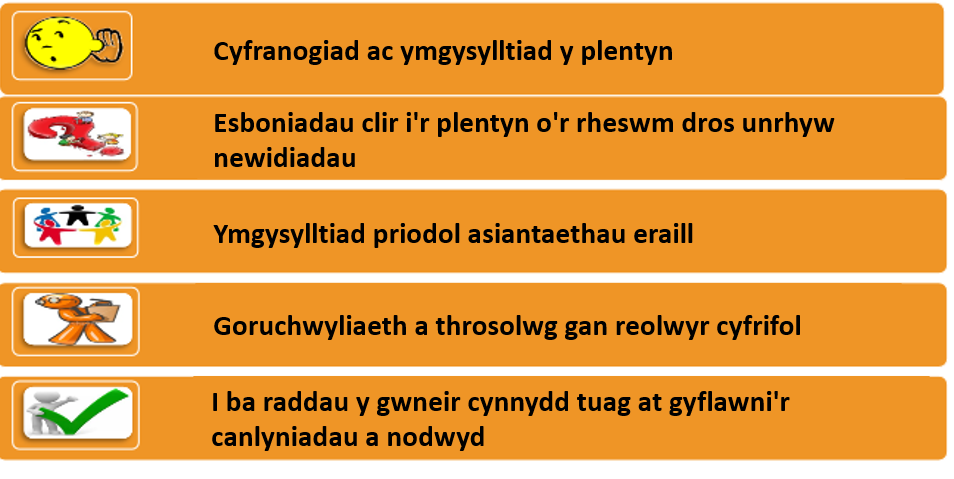 Cyfranogiad ac ymgysylltiad y plentyn
Esboniadau clir i'r plentyn o'r rheswm dros unrhyw
newidiadau
Ymgysylltiad priodol asiantaethau eraill
Goruchwyliaeth a throsolwg gan reolwyr cyfrifol
I ba raddau y gwneir cynnydd tuag at gyflawni'r
canlyniadau a nodwyd